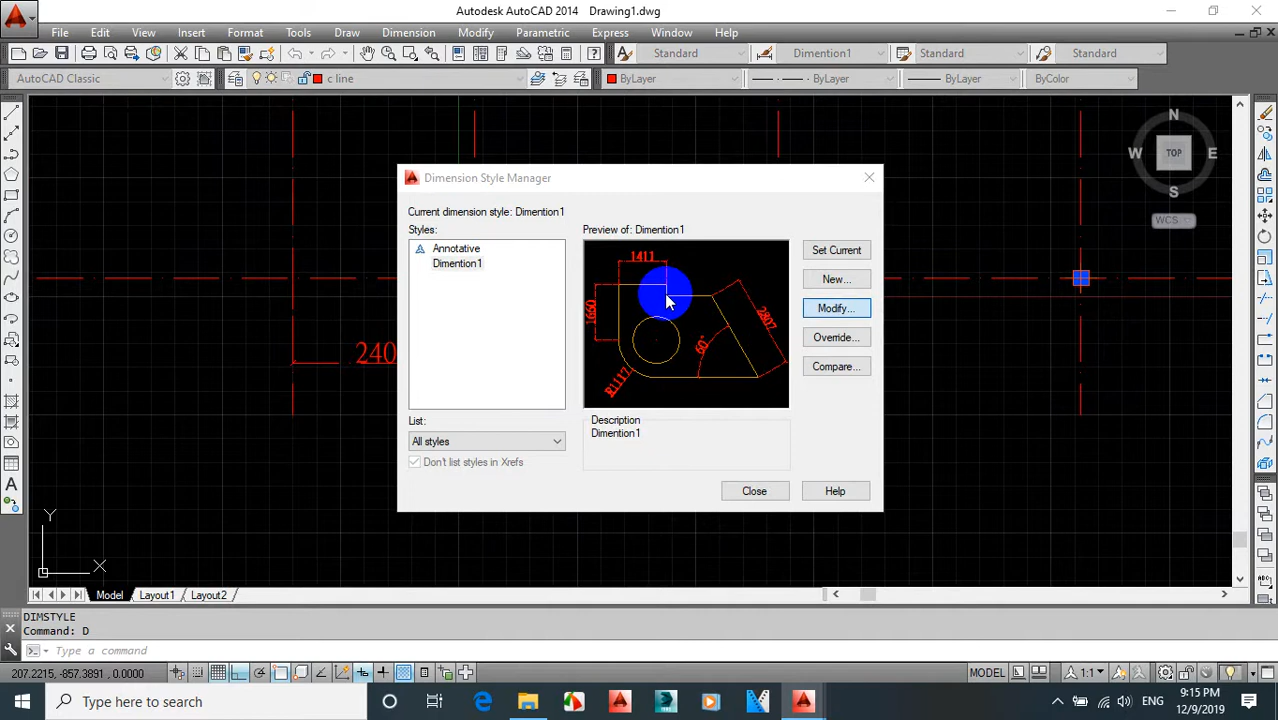 Autodesk AutoCAD 2014 Drawing1.dwg
File Edit View Insert Format Tools Draw Dimension Modify Parametric Express Window Help
Standard Dimention1 Standard Standard
AutoCAD Classic c line ByLayer ByLayer ByLayer ByColor
N
W TOP E
S
WCS
240
Dimension Style Manager
Current dimension style: Dimention1
Styles: Preview of: Dimention1
Annotative
Dimention1
1411
1660
2807
60°
R1117
Set Current
New...
Modify...
Override...
Compare...
List:
All styles
Don't list styles in Xrefs
Description
Dimention1
Close Help
Y
X
Model Layout1 Layout2
DIMSTYLE
Command: D
Type a command
207.2215, -857.3891, 0.0000 MODEL 1:1
Type here to search ENG 9:15 PM
12/9/2019